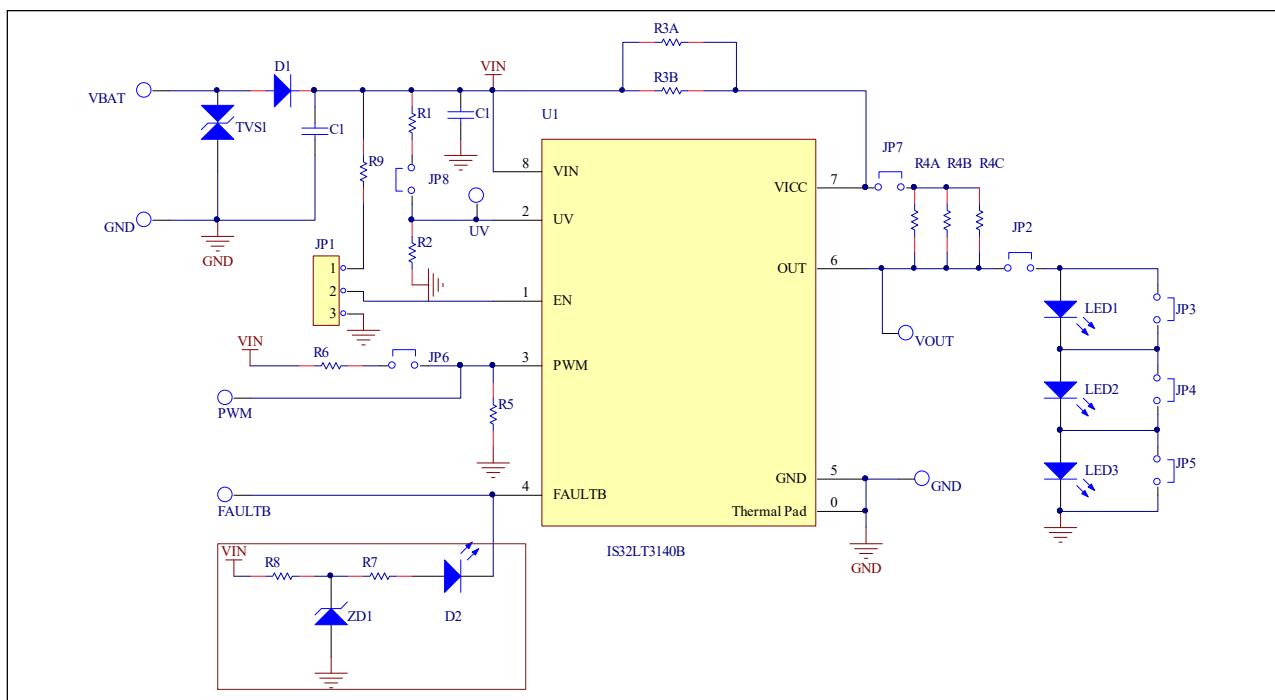 R3A
VIN
R3B
D1
VBAT
TVS1
C1
R1
C1
U1
R9
JP8
8
VIN
7
VICC
JP7
R4A
R4B
R4C
2
UV
UV
GND
GND
R2
JP1
1
2
3
1
EN
6
OUT
JP2
LED1
JP3
VOUT
VIN
R6
JP6
3
PWM
PWM
R5
LED2
JP4
LED3
JP5
4
FAULTB
FAULTB
GND
5
GND
Thermal Pad
0
GND
IS32LT3140B
VIN
R8
R7
ZD1
D2